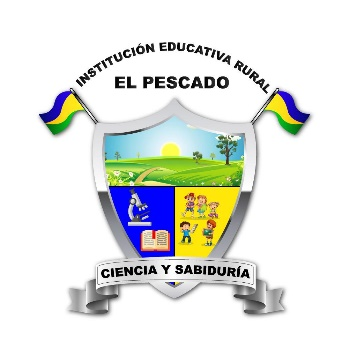 INSTITUCIÓN EDUCATIVA RURAL
EL PESCADO
CIENCIA Y SABIDURÍA